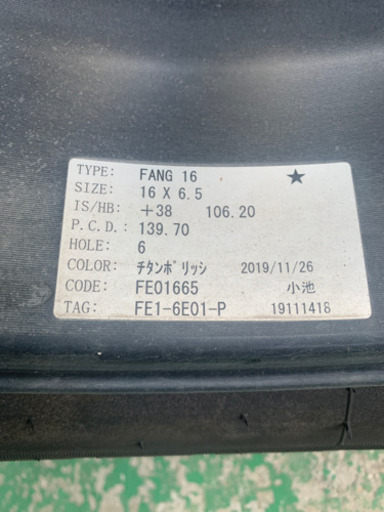 TYPE: FANG 16 ★
SIZE: 16 X 6.5
IS/HB: +38 106.20
P.C.D.: 139.70
HOLE: 6
COLOR: ﾁﾀﾝﾎﾟﾘｯｼ 2019/11/26
CODE: FE01665 小池
TAG: FE1-6E01-P 19111418